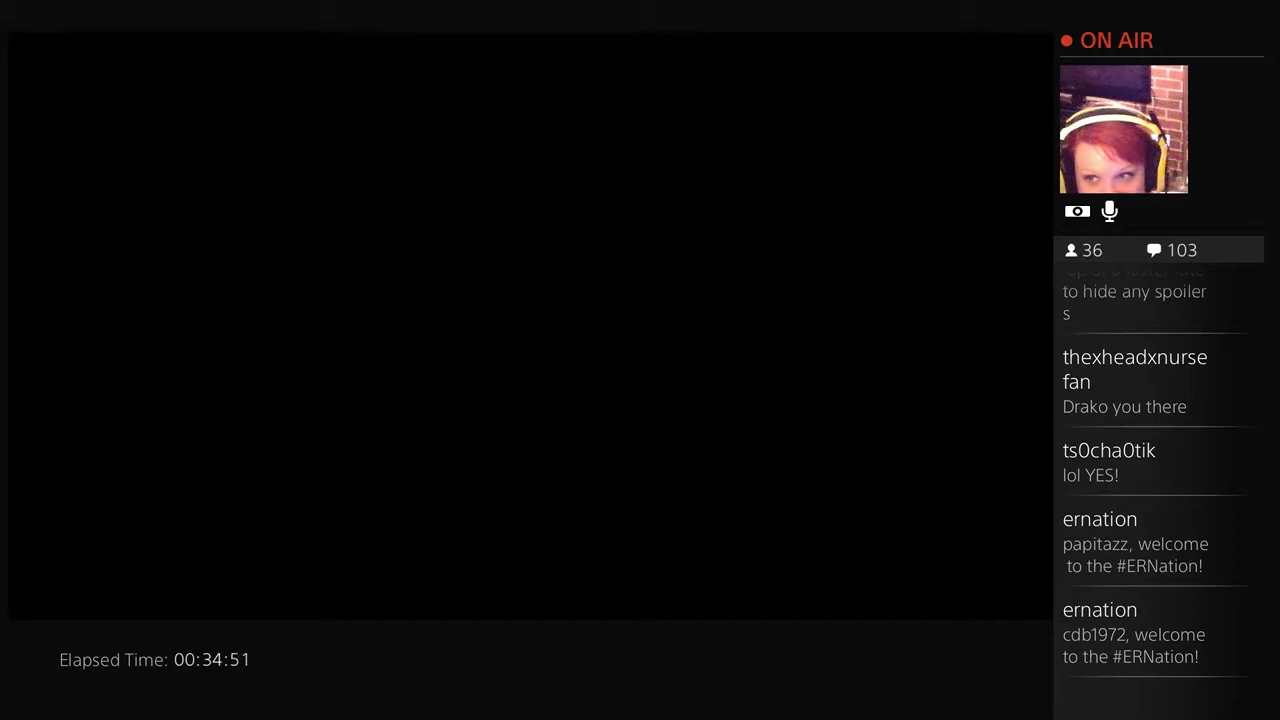 ON AIR
36 103
to hide any spoiler
s
thexheadxnurse
fan
Drako you there
ts0cha0tik
lol YES!
ernation
papitazz, welcome
to the #ERNation!
ernation
cdb1972, welcome
to the #ERNation!
Elapsed Time: 00:34:51